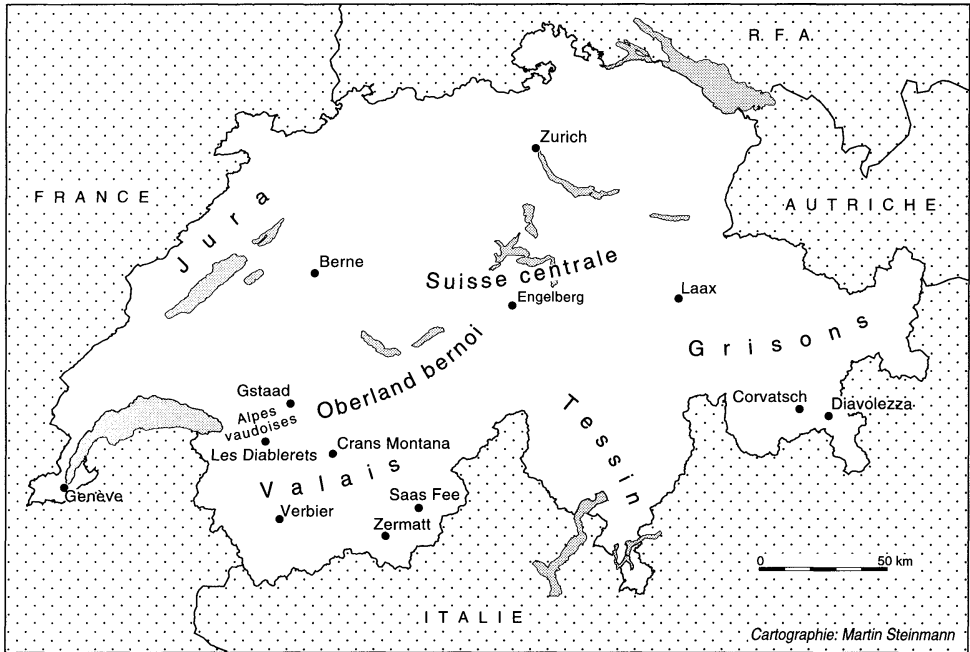 R.F.A.
Zurich
FRANCE
Jura
AUTRICHE
Berne
Suisse centrale
Engelberg
Laax
Grisons
Oberland bernoi
Gstaad
Alpes
vaudoises
Les Diablerets
Crans Montana
Tessin
Corvatsch
Diavolezza
Valais
Genève
Saas Fee
Verbier
Zermatt
0 50 km
ITALIE
Cartographie: Martin Steinmann